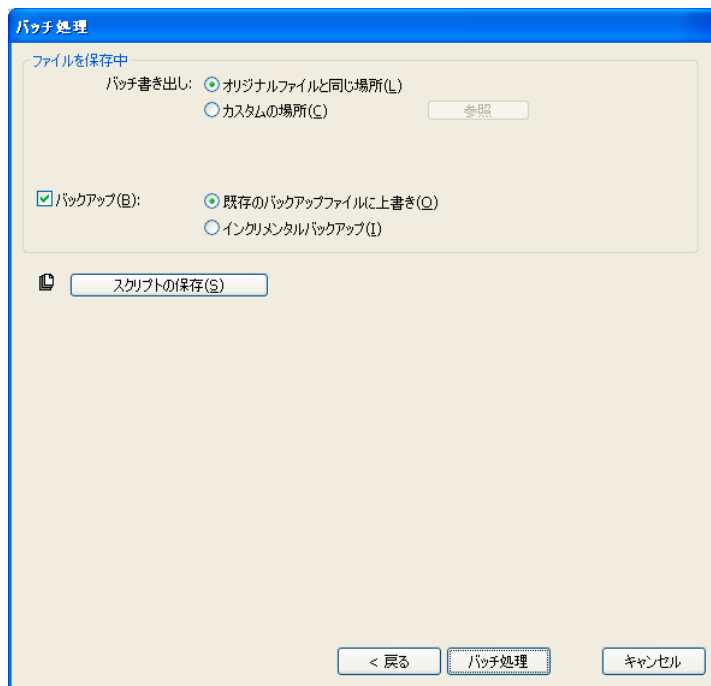 バッチ処理
ファイルを保存中
バッチ書き出し: オリジナルファイルと同じ場所(L)
カスタムの場所(C) 参照
バックアップ(B): 既存のバックアップファイルに上書き(O)
インクリメンタルバックアップ(I)
スクリプトの保存(S)
< 戻る バッチ処理 キャンセル